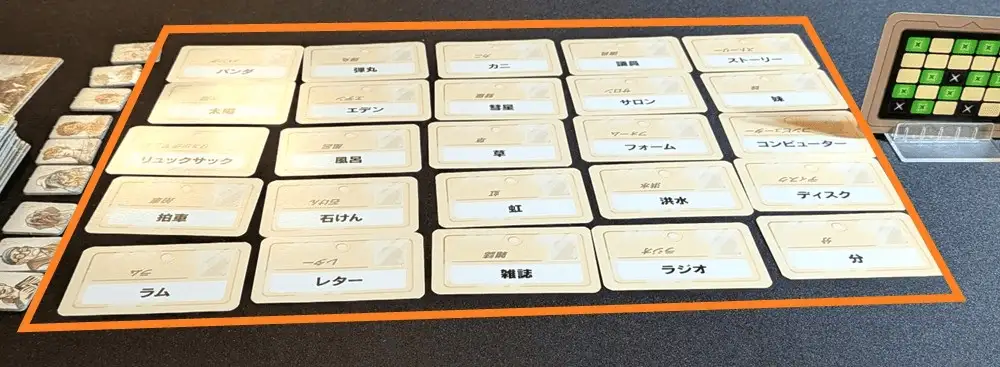 パンダ
弾丸
カニ
議員
ストーリー
太陽
エデン
彗星
サロン
妹
リュックサック
風呂
草
フォーム
コンピューター
拍車
石けん
虹
洪水
ディスク
ラム
レター
雑誌
ラジオ
分